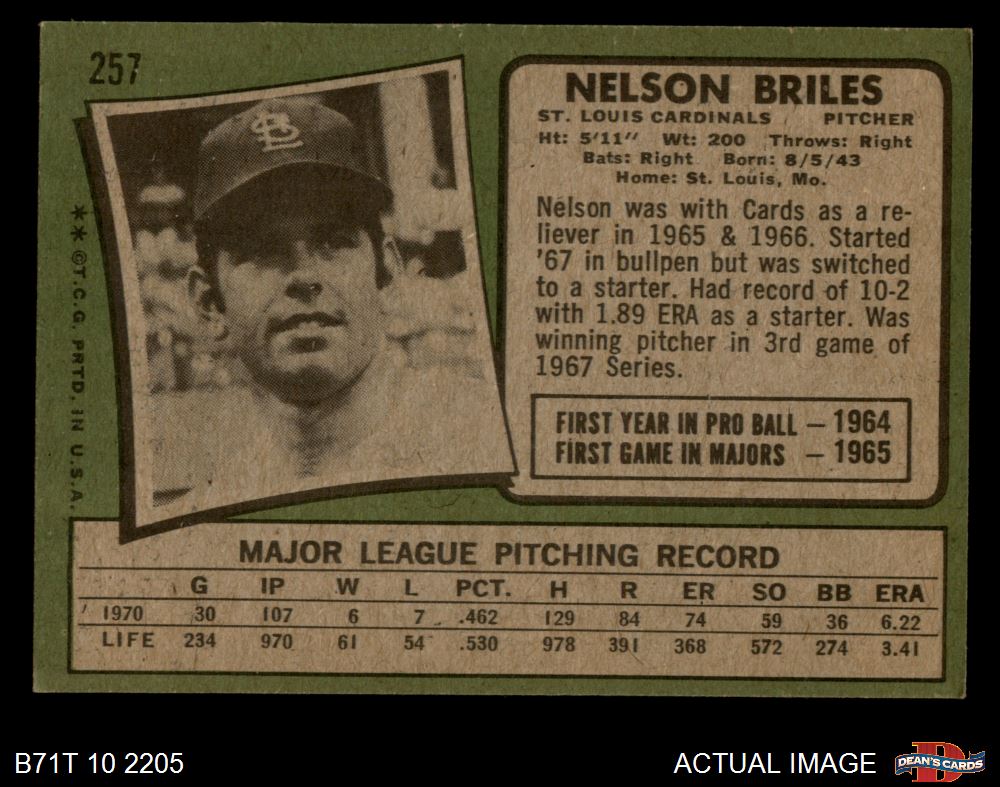 257
NELSON BRILES
ST. LOUIS CARDINALS PITCHER
Ht: 5'11" Wt: 200 Throws: Right
Bats: Right Born: 8/5/43
Home: St. Louis, Mo.
Nelson was with Cards as a re-
liever in 1965 & 1966. Started
'67 in bullpen but was switched
to a starter. Had record of 10-2
with 1.89 ERA as a starter. Was
winning pitcher in 3rd game of
1967 Series.
FIRST YEAR IN PRO BALL — 1964
FIRST GAME IN MAJORS — 1965
** ©T.C.G. PRTD. IN U.S.A.
StL
MAJOR LEAGUE PITCHING RECORD
G IP W L PCT. H R ER SO BB ERA
1970 30 107 6 7 .462 129 84 74 59 36 6.22
LIFE 234 970 61 54 .530 978 391 368 572 274 3.41
B71T 10 2205
ACTUAL IMAGE
D
DEAN'S CARDS